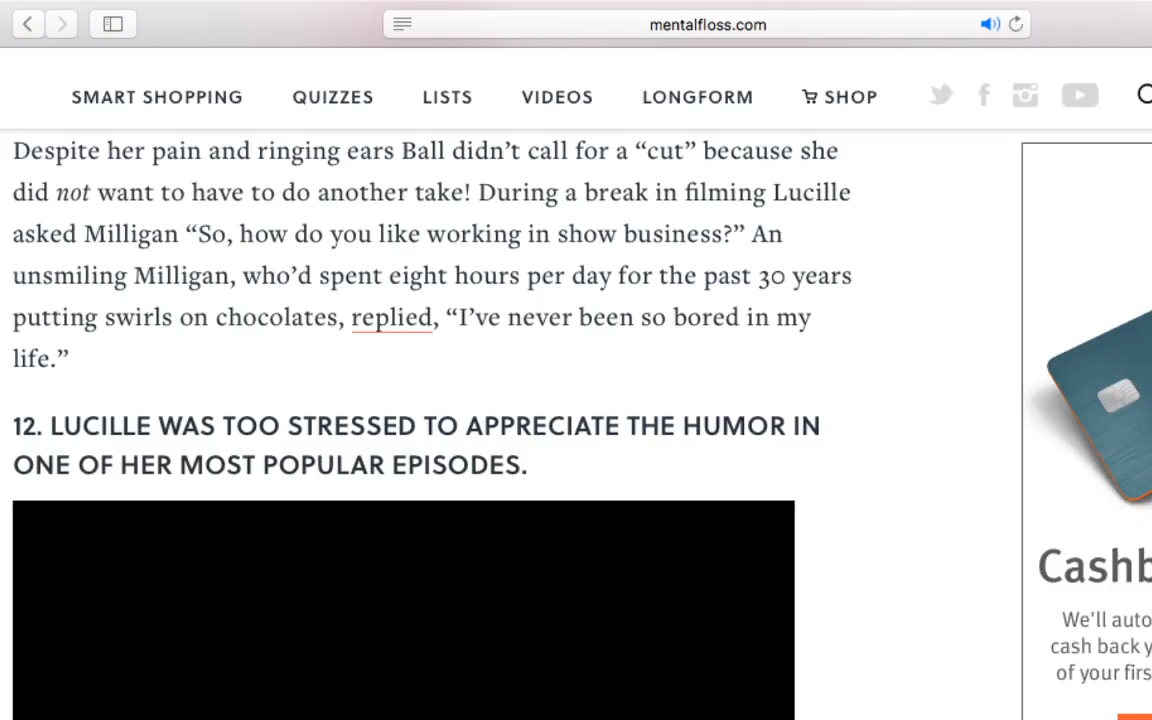 mentalfloss.com
SMART SHOPPING QUIZZES LISTS VIDEOS LONGFORM SHOP
Despite her pain and ringing ears Ball didn’t call for a “cut” because she
did not want to have to do another take! During a break in filming Lucille
asked Milligan “So, how do you like working in show business?” An
unsmiling Milligan, who’d spent eight hours per day for the past 30 years
putting swirls on chocolates, replied, “I’ve never been so bored in my
life.”
12. LUCILLE WAS TOO STRESSED TO APPRECIATE THE HUMOR IN
ONE OF HER MOST POPULAR EPISODES.
Cashb
We'll auto
cash back y
of your firs